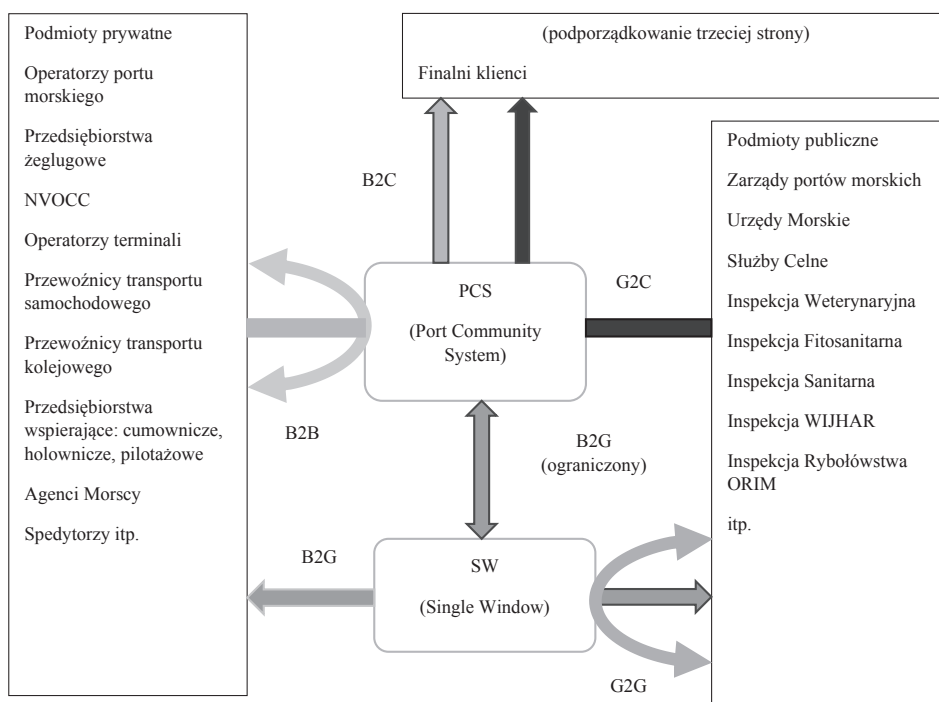 Podmioty prywatne
Operatorzy portu
morskiego
Przedsiębiorstwa
żeglugowe
NVOCC
Operatorzy terminali
Przewoźnicy transportu
samochodowego
Przewoźnicy transportu
kolejowego
Przedsiębiorstwa
wspierające: cumownicze,
holownicze, pilotażowe
Agenci Morscy
Spedytorzy itp.
(podporządkowanie trzeciej strony)
Finalni klienci
B2C
G2C
PCS
(Port Community
System)
B2B
B2G
(ograniczony)
B2G
SW
(Single Window)
G2G
Podmioty publiczne
Zarządy portów morskich
Urzędy Morskie
Służby Celne
Inspekcja Weterynaryjna
Inspekcja Fitosanitarna
Inspekcja Sanitarna
Inspekcja WIJHAR
Inspekcja Rybołówstwa
ORIM
itp.